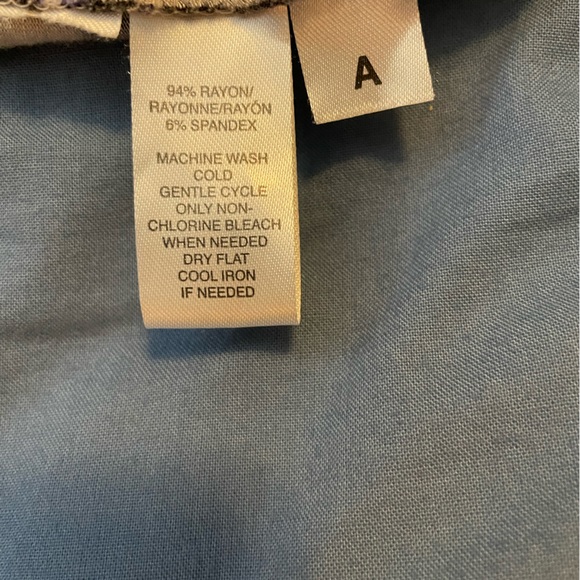 94% RAYON/
RAYONNE/RAYÓN
6% SPANDEX
MACHINE WASH
COLD
GENTLE CYCLE
ONLY NON-
CHLORINE BLEACH
WHEN NEEDED
DRY FLAT
COOL IRON
IF NEEDED
A